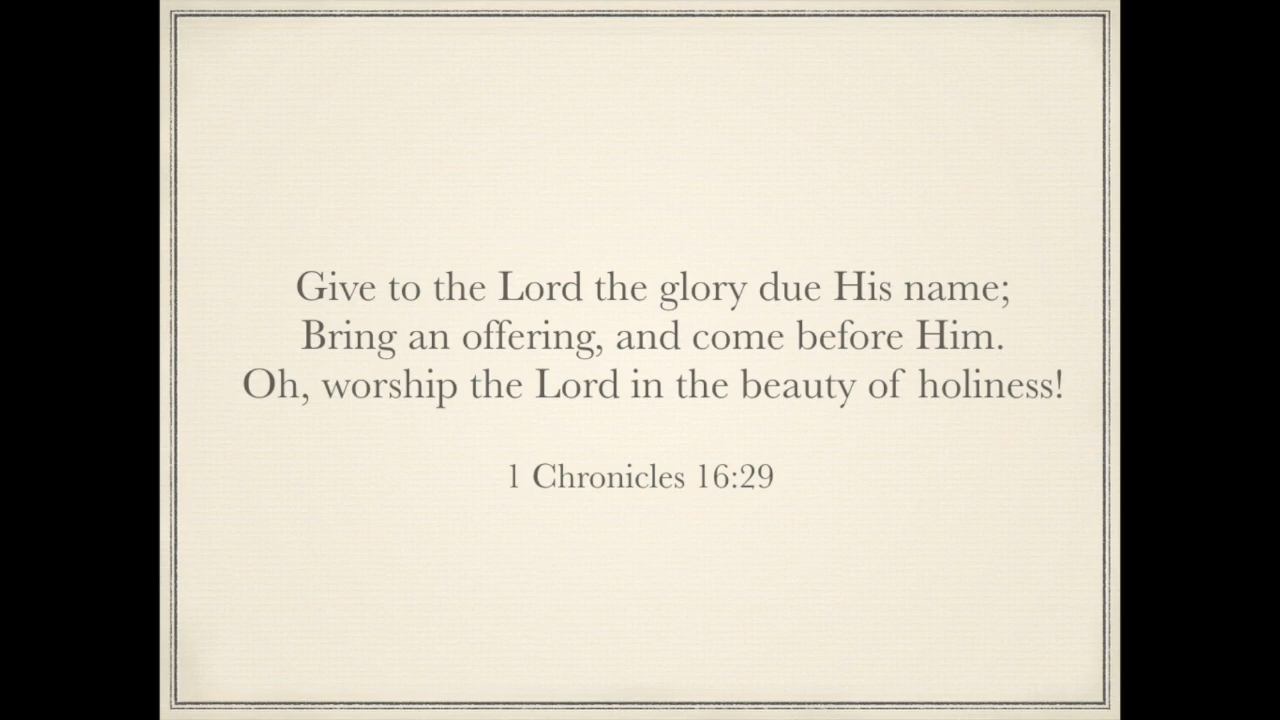 Give to the Lord the glory due His name;
Bring an offering, and come before Him.
Oh, worship the Lord in the beauty of holiness!
1 Chronicles 16:29